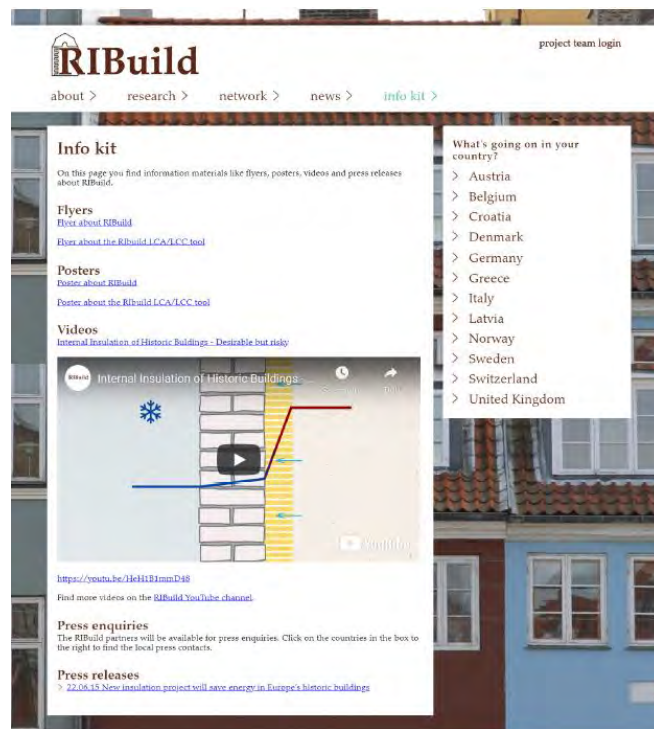 RIBuild
project team login
about >
research >
network >
news >
info kit >
Info kit
On this page you find information materials like flyers, posters, videos and press releases
about RIBuild.
Flyers
Flyer about RIBuild
Flyer about the RIbuild LCA/LCC tool
Posters
Poster about RIBuild
Poster about the RIbuild LCA/LCC tool
Videos
Internal Insulation of Historic Buldings - Desirable but risky
RIBuild
Internal Insulation of Historic Buildings ...
https://youtu.be/HeH1B1mmD48
Find more videos on the RIBuild YouTube channel.
Press enquiries
The RIBuild partners will be available for press enquiries. Click on the countries in the box to
the right to find the local press contacts.
Press releases
> 22.06.15 New insulation project will save energy in Europe's historic buildings
What's going on in your
country?
> Austria
> Belgium
> Croatia
> Denmark
> Germany
> Greece
> Italy
> Latvia
> Norway
> Sweden
> Switzerland
> United Kingdom